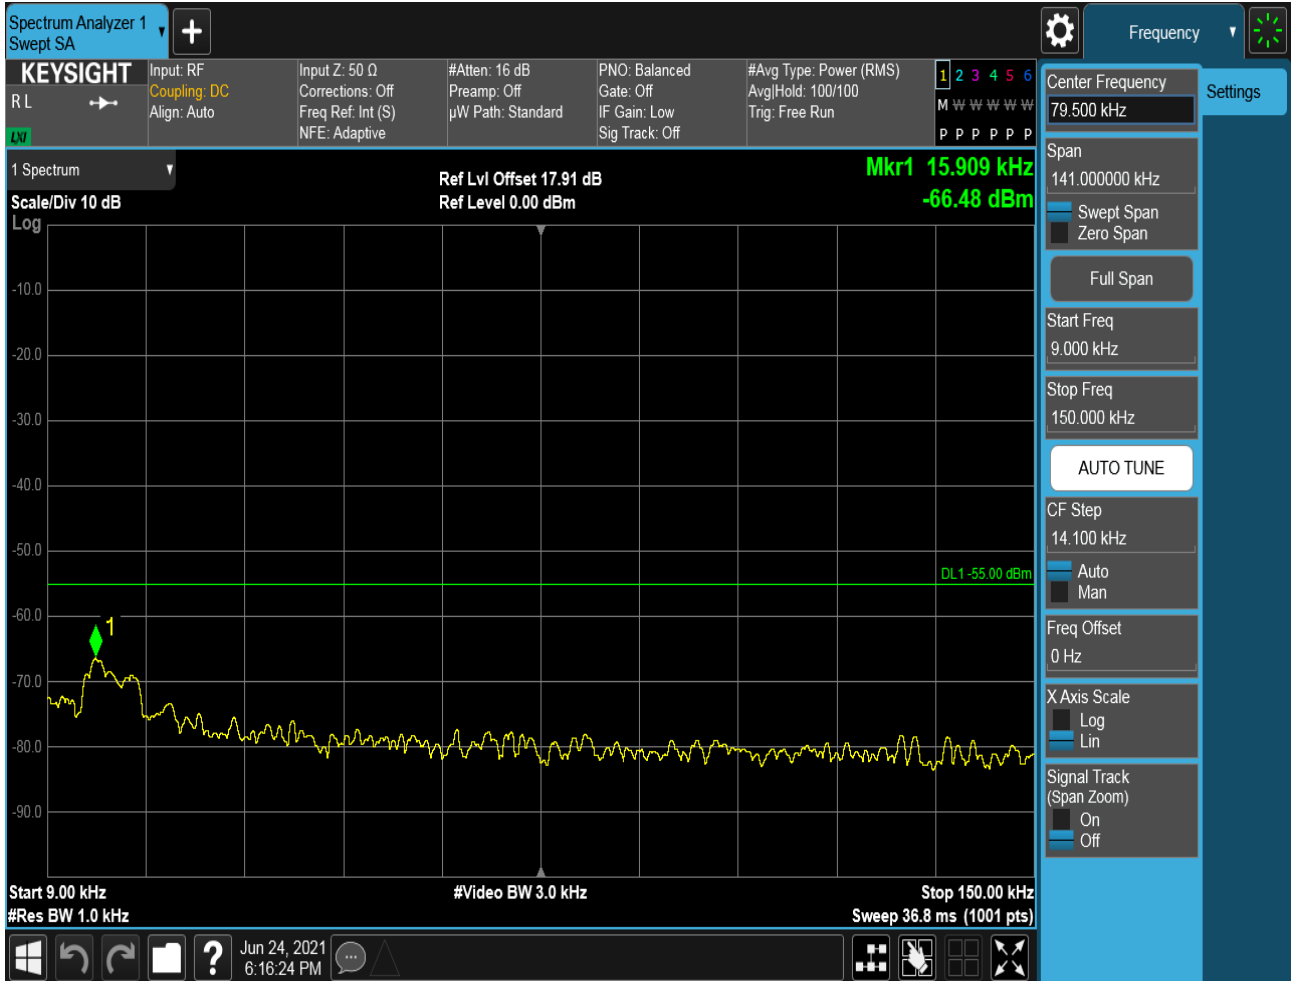 Spectrum Analyzer 1
Swept SA
Frequency
KEYSIGHT
R L
LXI
Input: RF
Coupling: DC
Align: Auto
Input Z: 50 Ω
Corrections: Off
Freq Ref: Int (S)
NFE: Adaptive
#Atten: 16 dB
Preamp: Off
µW Path: Standard
PNO: Balanced
Gate: Off
IF Gain: Low
Sig Track: Off
#Avg Type: Power (RMS)
Avg|Hold: 100/100
Trig: Free Run
1 2 3 4 5 6
M W W W W W
P P P P P P
1 Spectrum
Scale/Div 10 dB
Log
Ref Lvl Offset 17.91 dB
Ref Level 0.00 dBm
Mkr1 15.909 kHz
-66.48 dBm
-10.0
-20.0
-30.0
-40.0
-50.0
DL1 -55.00 dBm
-60.0
1
-70.0
-80.0
-90.0
Start 9.00 kHz
#Video BW 3.0 kHz
Stop 150.00 kHz
#Res BW 1.0 kHz
Sweep 36.8 ms (1001 pts)
?
Jun 24, 2021
6:16:24 PM
Center Frequency
79.500 kHz
Settings
Span
141.000000 kHz
Swept Span
Zero Span
Full Span
Start Freq
9.000 kHz
Stop Freq
150.000 kHz
AUTO TUNE
CF Step
14.100 kHz
Auto
Man
Freq Offset
0 Hz
X Axis Scale
Log
Lin
Signal Track
(Span Zoom)
On
Off